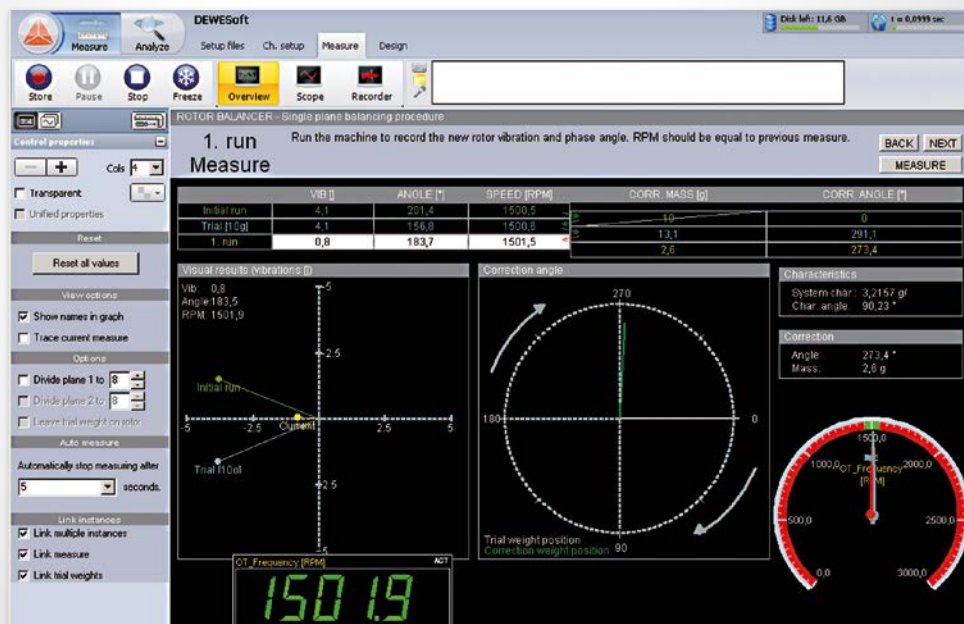 DEWESoft
Disk left: 11,6 GB
t = 0,0999 sec
Measure Analyze
Setup files Ch. setup Measure Design
Store Pause Stop Freeze Overview Scope Recorder
ROTOR BALANCER - Single plane balancing procedure
Control properties
1. run
Measure
Run the machine to record the new rotor vibration and phase angle. RPM should be equal to previous measure.
BACK NEXT
MEASURE
Cols 4
Transparent
Unified properties
Reset
Reset all values
View options
Show names in graph
Trace current measure
Options
Divide plane 1 to 8
Divide plane 2 to 8
Leave trial weight on rotor
Auto measure
Automatically stop measuring after
5 seconds.
Link instances
Link multiple instances
Link measure
Link trial weights
VIB [] ANGLE [°] SPEED [RPM] CORR. MASS [g] CORR. ANGLE [°]
Initial run 4,1 201,4 1500,5 10 0
Trial [10g] 4,1 156,8 1500,6 13,1 291,1
1. run 0,8 183,7 1501,5 2,6 273,4
Visual results (vibrations [])
Vib: 0,8
Angle:183,5
RPM: 1501,9
5
2.5
Initial run
-5 -2.5 Current 2.5 5
Trial [10g]
2.5
-5
Correction angle
270
180 0
90
Trial weight position
Correction weight position
Characteristics
System char.: 3,2157 g/
Char. angle: 90,23 °
Correction
Angle: 273,4 °
Mass: 2,6 g
1500,0
1000,0 2000,0
OT_Frequency
[RPM]
500,0 2500,0
0,0 3000,0
OT_Frequency [RPM] ACT
1501.9